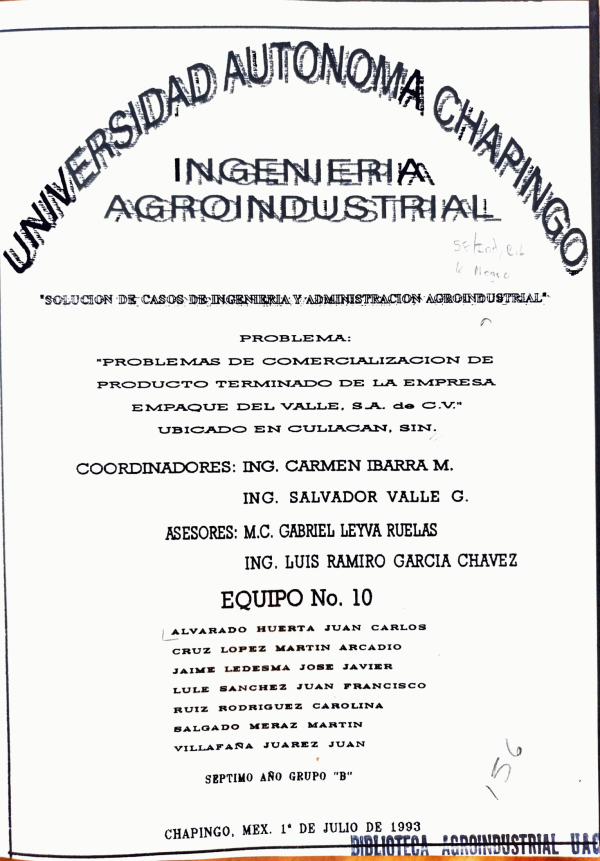 UNIVERSIDAD AUTONOMA CHAPINGO
INGENIERIA
AGROINDUSTRIAL
"SOLUCION DE CASOS DE INGENIERIA Y ADMINISTRACION AGROINDUSTRIAL"
PROBLEMA:
"PROBLEMAS DE COMERCIALIZACION DE
PRODUCTO TERMINADO DE LA EMPRESA
EMPAQUE DEL VALLE, S.A. de C.V."
UBICADO EN CULIACAN, SIN.
COORDINADORES: ING. CARMEN IBARRA M.
ING. SALVADOR VALLE G.
ASESORES: M.C. GABRIEL LEYVA RUELAS
ING. LUIS RAMIRO GARCIA CHAVEZ
EQUIPO No. 10
ALVARADO HUERTA JUAN CARLOS
CRUZ LOPEZ MARTIN ARCADIO
JAIME LEDESMA JOSE JAVIER
LULE SANCHEZ JUAN FRANCISCO
RUIZ RODRIGUEZ CAROLINA
SALGADO MERAZ MARTIN
VILLAFAÑA JUAREZ JUAN
SEPTIMO AÑO GRUPO "B"
156
CHAPINGO, MEX. 1° DE JULIO DE 1993
BIBLIOTECA AGROINDUSTRIAL UAC